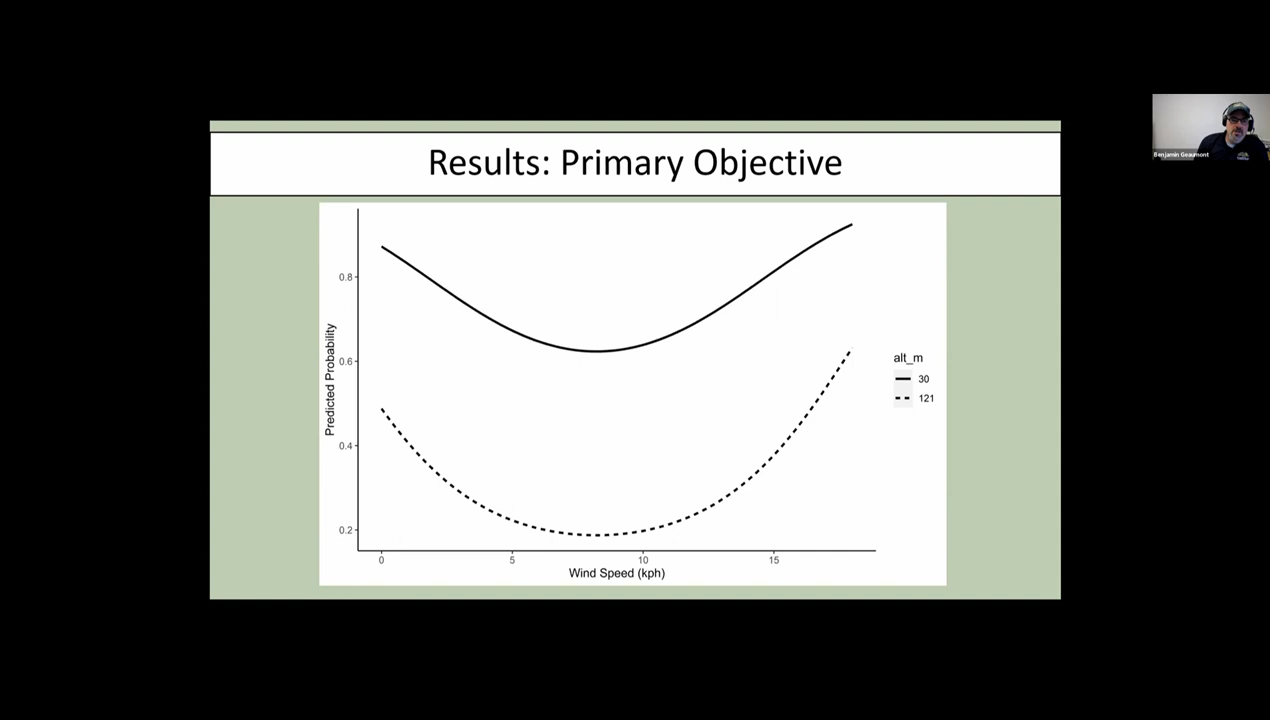 Results: Primary Objective
Predicted Probability
0.8
0.6
0.4
0.2
0 5 10 15
Wind Speed (kph)
alt_m
30
121
Benjamin Geaumont